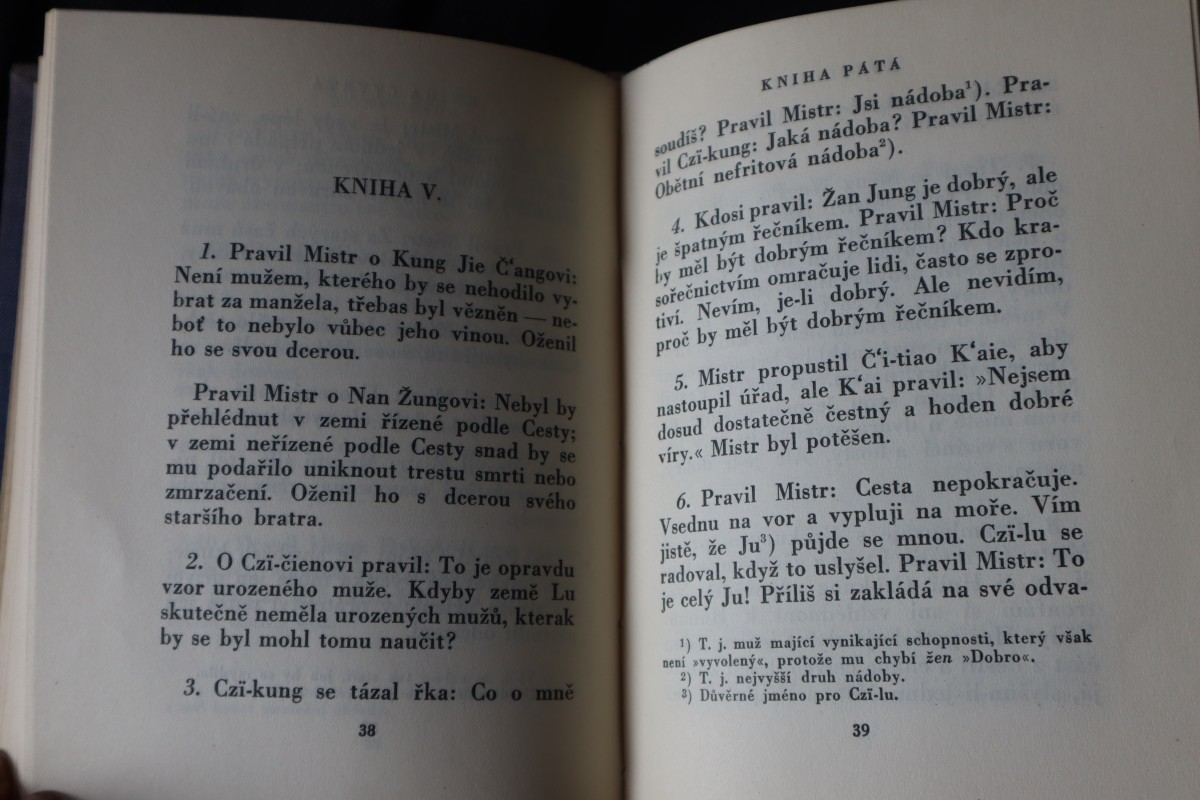 KNIHA V.
1. Pravil Mistr o Kung Jie Č‘angovi:
Není mužem, kterého by se nehodilo vy-
brat za manžela, třebas byl vězněn — ne-
boť to nebylo vůbec jeho vinou. Oženil
ho se svou dcerou.
Pravil Mistr o Nan Žungovi: Nebyl by
přehlédnut v zemi řízené podle Cesty;
v zemi neřízené podle Cesty snad by se
mu podařilo uniknout trestu smrti nebo
zmrzačení. Oženil ho s dcerou svého
staršího bratra.
2. O Czï-čienovi pravil: To je opravdu
vzor urozeného muže. Kdyby země Lu
skutečně neměla urozených mužů, kterak
by se byl mohl tomu naučit?
3. Czï-kung se tázal řka: Co o mně
38
KNIHA PÁTÁ
soudíš? Pravil Mistr: Jsi nádoba¹). Pra-
vil Czï-kung: Jaká nádoba? Pravil Mistr:
Obětní nefritová nádoba²).
4. Kdosi pravil: Žan Jung je dobrý, ale
je špatným řečníkem. Pravil Mistr: Proč
by měl být dobrým řečníkem? Kdo kra-
sořečnictvím omračuje lidi, často se zpro-
tiví. Nevím, je-li dobrý. Ale nevidím,
proč by měl být dobrým řečníkem.
5. Mistr propustil Č‘i-tiao K‘aie, aby
nastoupil úřad, ale K‘ai pravil: »Nejsem
dosud dostatečně čestný a hoden dobré
víry.« Mistr byl potěšen.
6. Pravil Mistr: Cesta nepokračuje.
Vsednu na vor a vypluji na moře. Vím
jistě, že Ju³) půjde se mnou. Czï-lu se
radoval, když to uslyšel. Pravil Mistr: To
je celý Ju! Příliš si zakládá na své odva-
¹) T. j. muž mající vynikající schopnosti, který však
není »vyvolený«, protože mu chybí žen »Dobro«.
²) T. j. nejvyšší druh nádoby.
³) Důvěrné jméno pro Czï-lu.
39